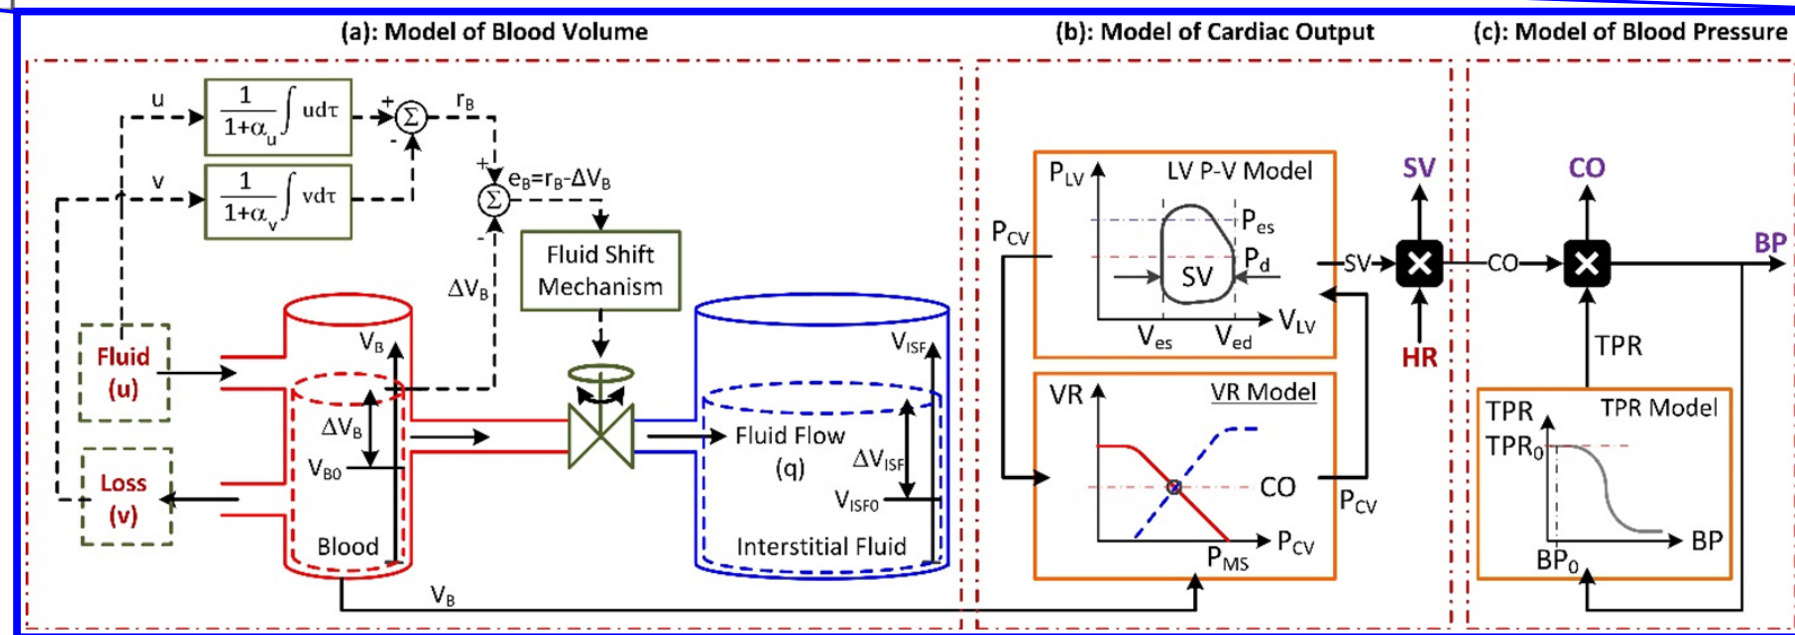 (a): Model of Blood Volume
u
1/(1+αu) ∫ udτ
+
-
Σ
rB
v
1/(1+αv) ∫ vdτ
+
-
Σ
eB=rB-ΔVB
Fluid Shift
Mechanism
ΔVB
Fluid
(u)
Loss
(v)
VB
ΔVB
VB0
Blood
Fluid Flow
(q)
VISF
ΔVISF
VISF0
Interstitial Fluid
VB
(b): Model of Cardiac Output
PLV
LV P-V Model
Pes
Pd
SV
VLV
Ves
Ved
PCV
SV
SV
×
HR
VR
VR Model
CO
PCV
PMS
PCV
(c): Model of Blood Pressure
CO
CO
×
BP
TPR
TPR
TPR Model
TPR0
BP
BP0